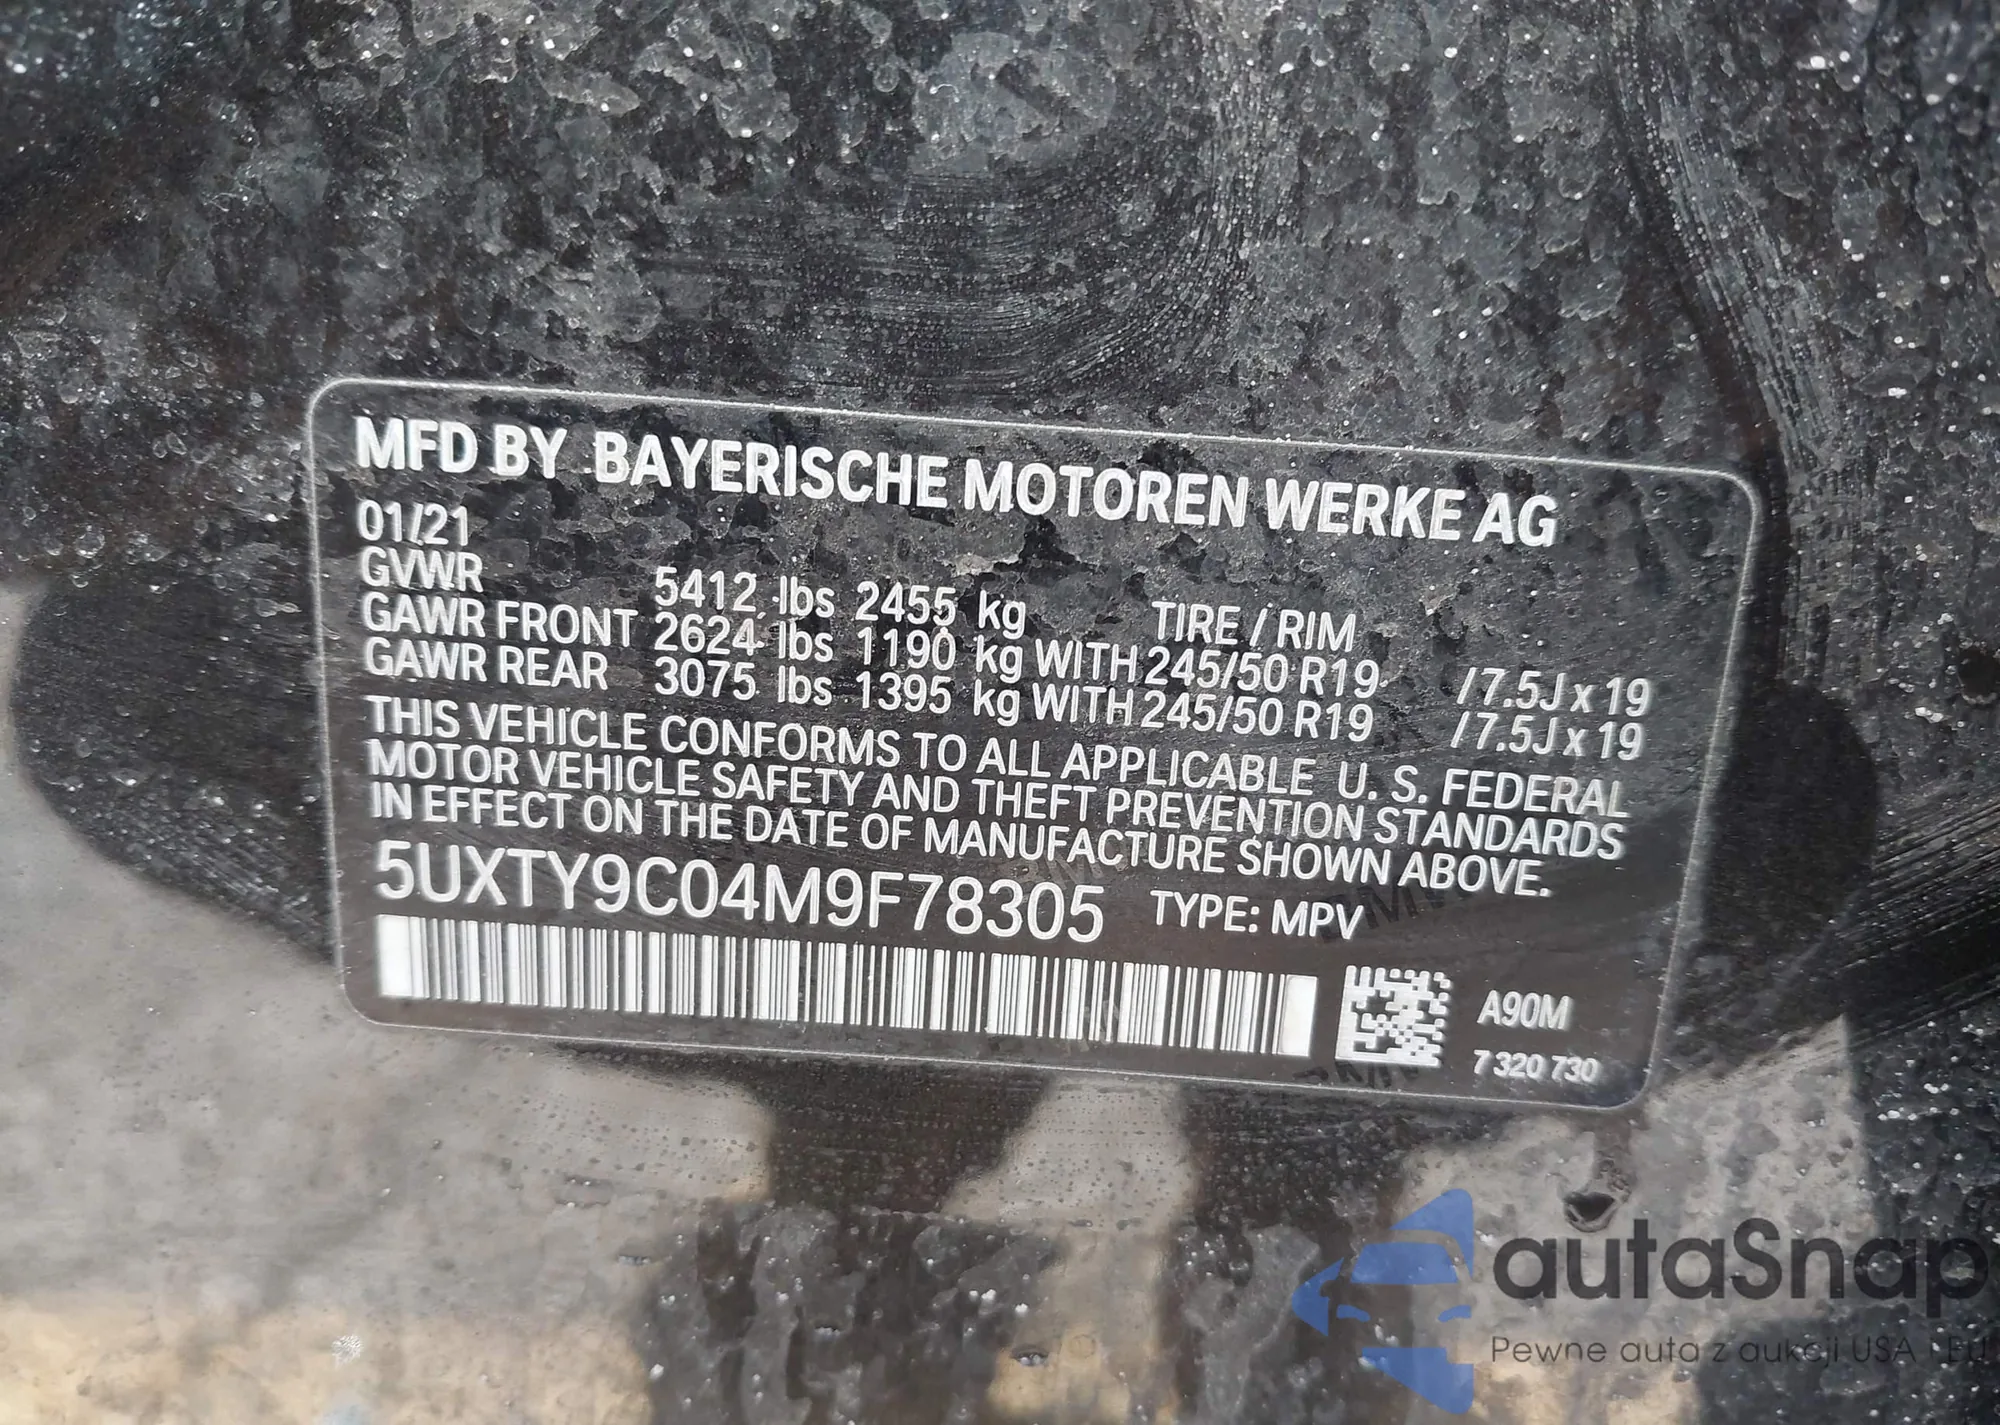 MFD BY BAYERISCHE MOTOREN WERKE AG
01/21
GVWR 5412 lbs 2455 kg TIRE / RIM
GAWR FRONT 2624 lbs 1190 kg WITH 245/50 R19 /7.5J x 19
GAWR REAR 3075 lbs 1395 kg WITH 245/50 R19 /7.5J x 19
THIS VEHICLE CONFORMS TO ALL APPLICABLE U. S. FEDERAL
MOTOR VEHICLE SAFETY AND THEFT PREVENTION STANDARDS
IN EFFECT ON THE DATE OF MANUFACTURE SHOWN ABOVE.
5UXTY9C04M9F78305 TYPE: MPV
A90M
7 320 730
autaSnap
Pewne auta z aukcji USA i EU